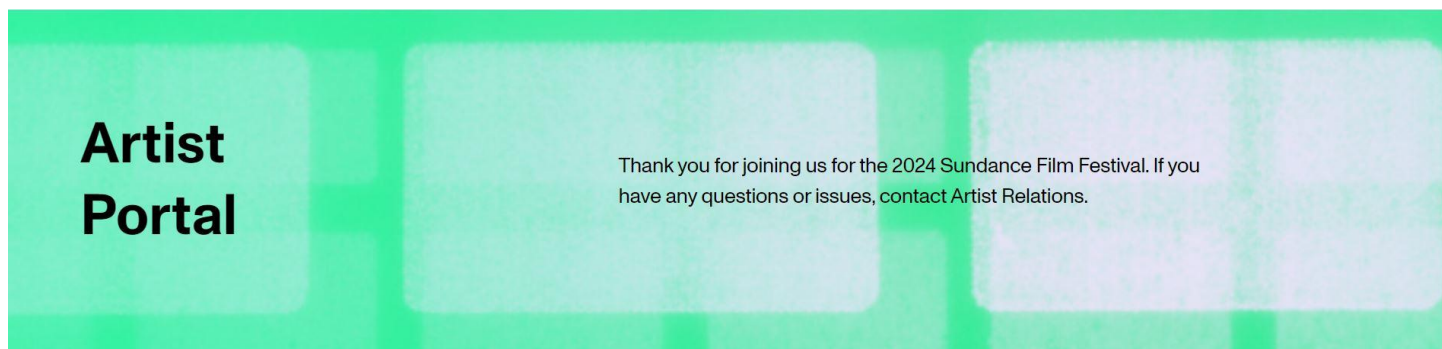 Artist
Portal
Thank you for joining us for the 2024 Sundance Film Festival. If you
have any questions or issues, contact Artist Relations.